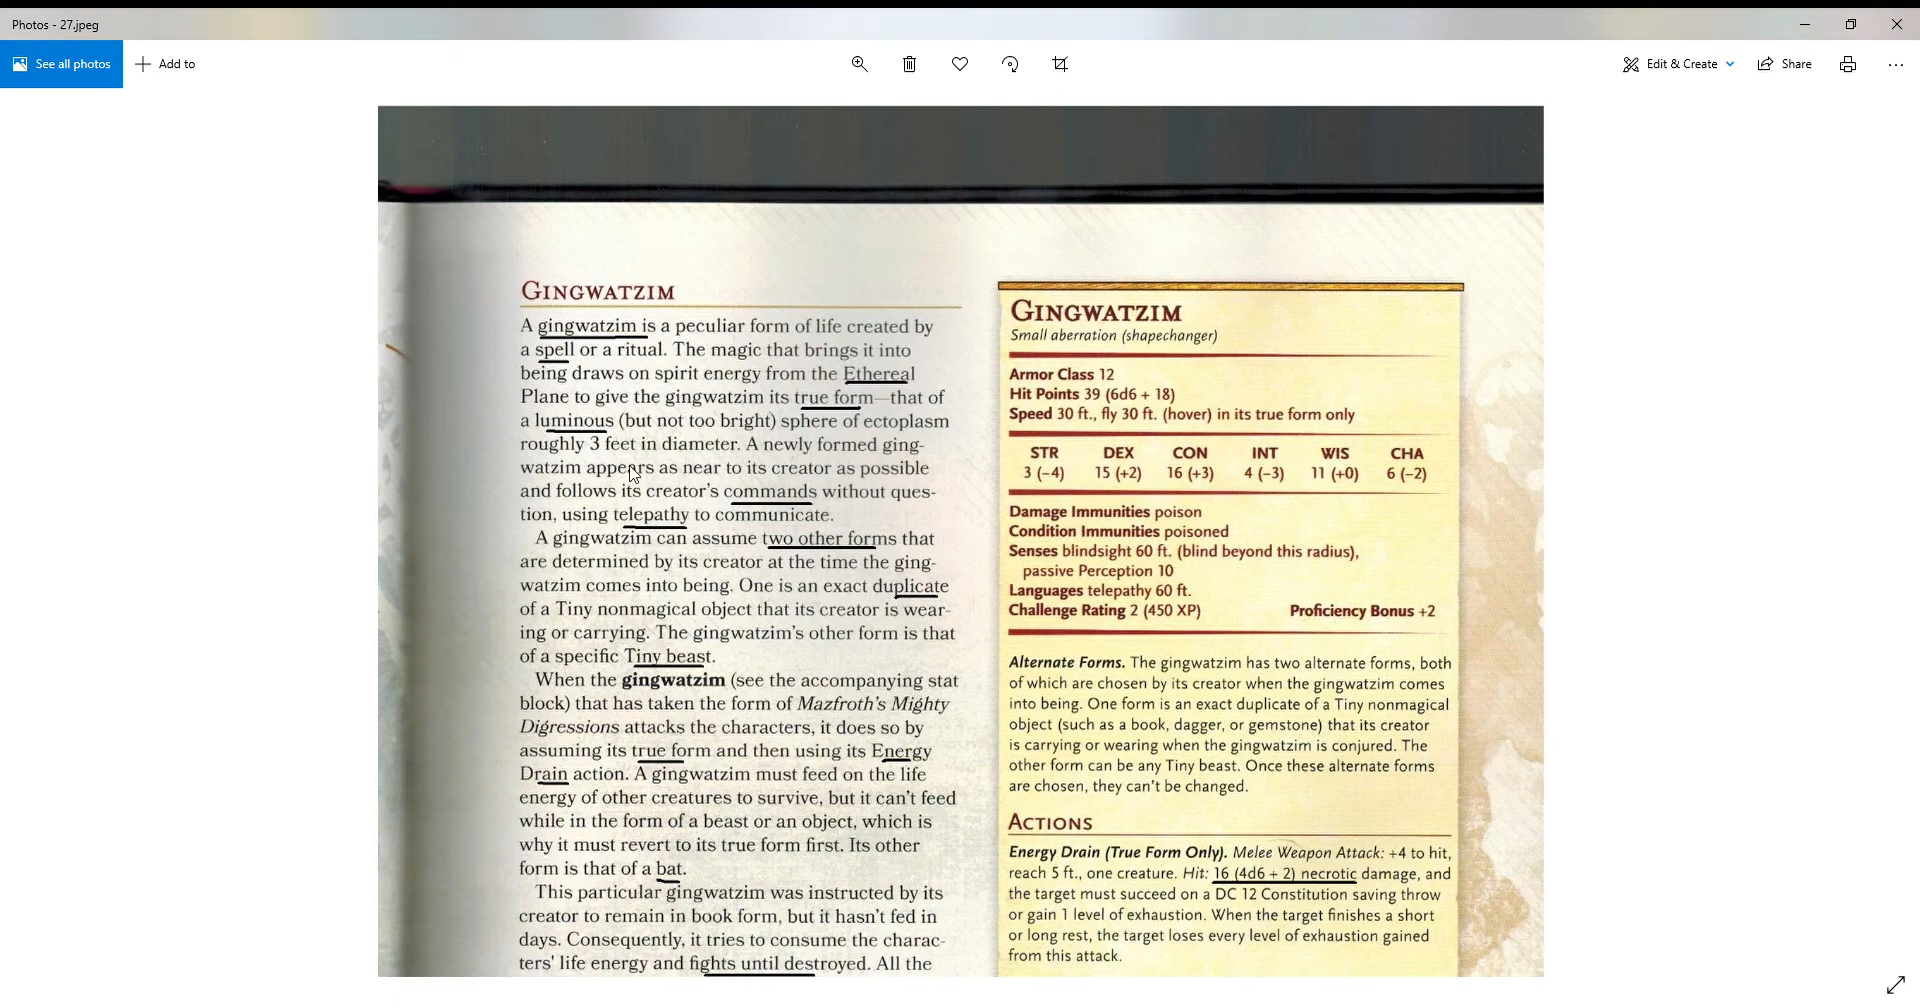 Photos - 27.jpeg
See all photos
Add to
Edit & Create
Share
GINGWATZIM
A gingwatzim is a peculiar form of life created by
a spell or a ritual. The magic that brings it into
being draws on spirit energy from the Ethereal
Plane to give the gingwatzim its true form—that of
a luminous (but not too bright) sphere of ectoplasm
roughly 3 feet in diameter. A newly formed ging-
watzim appears as near to its creator as possible
and follows its creator's commands without ques-
tion, using telepathy to communicate.
A gingwatzim can assume two other forms that
are determined by its creator at the time the ging-
watzim comes into being. One is an exact duplicate
of a Tiny nonmagical object that its creator is wear-
ing or carrying. The gingwatzim's other form is that
of a specific Tiny beast.
When the gingwatzim (see the accompanying stat
block) that has taken the form of Mazfroth's Mighty
Digressions attacks the characters, it does so by
assuming its true form and then using its Energy
Drain action. A gingwatzim must feed on the life
energy of other creatures to survive, but it can't feed
while in the form of a beast or an object, which is
why it must revert to its true form first. Its other
form is that of a bat.
This particular gingwatzim was instructed by its
creator to remain in book form, but it hasn't fed in
days. Consequently, it tries to consume the charac-
ters' life energy and fights until destroyed. All the
GINGWATZIM
Small aberration (shapechanger)
Armor Class 12
Hit Points 39 (6d6 + 18)
Speed 30 ft., fly 30 ft. (hover) in its true form only
STR DEX CON INT WIS CHA
3 (−4) 15 (+2) 16 (+3) 4 (−3) 11 (+0) 6 (−2)
Damage Immunities poison
Condition Immunities poisoned
Senses blindsight 60 ft. (blind beyond this radius),
passive Perception 10
Languages telepathy 60 ft.
Challenge Rating 2 (450 XP) Proficiency Bonus +2
Alternate Forms. The gingwatzim has two alternate forms, both
of which are chosen by its creator when the gingwatzim comes
into being. One form is an exact duplicate of a Tiny nonmagical
object (such as a book, dagger, or gemstone) that its creator
is carrying or wearing when the gingwatzim is conjured. The
other form can be any Tiny beast. Once these alternate forms
are chosen, they can't be changed.
ACTIONS
Energy Drain (True Form Only). Melee Weapon Attack: +4 to hit,
reach 5 ft., one creature. Hit: 16 (4d6 + 2) necrotic damage, and
the target must succeed on a DC 12 Constitution saving throw
or gain 1 level of exhaustion. When the target finishes a short
or long rest, the target loses every level of exhaustion gained
from this attack.